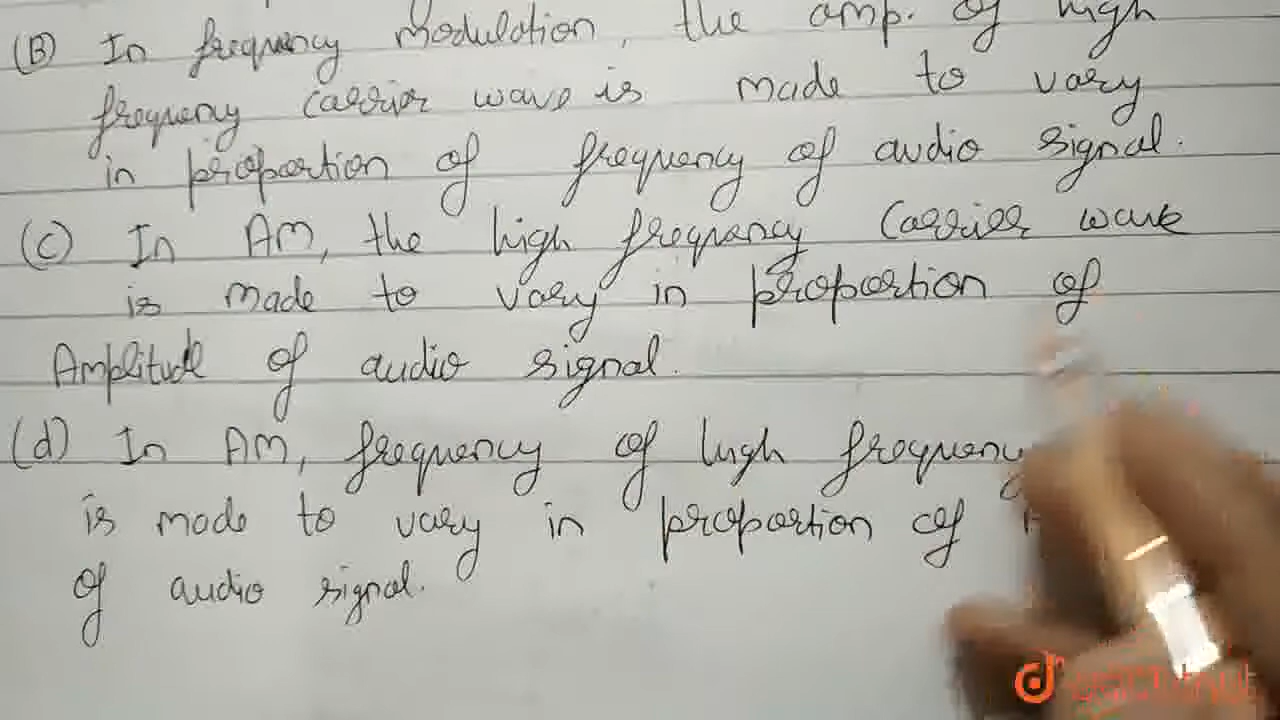 (B) In frequency modulation, the amp. of high
frequency carrier wave is made to vary
in proportion of frequency of audio signal.
(c) In AM, the high frequency carrier wave
is made to vary in proportion of
Amplitude of audio signal.
(d) In AM, frequency of high frequency
is made to vary in proportion of
of audio signal.
doubtnut